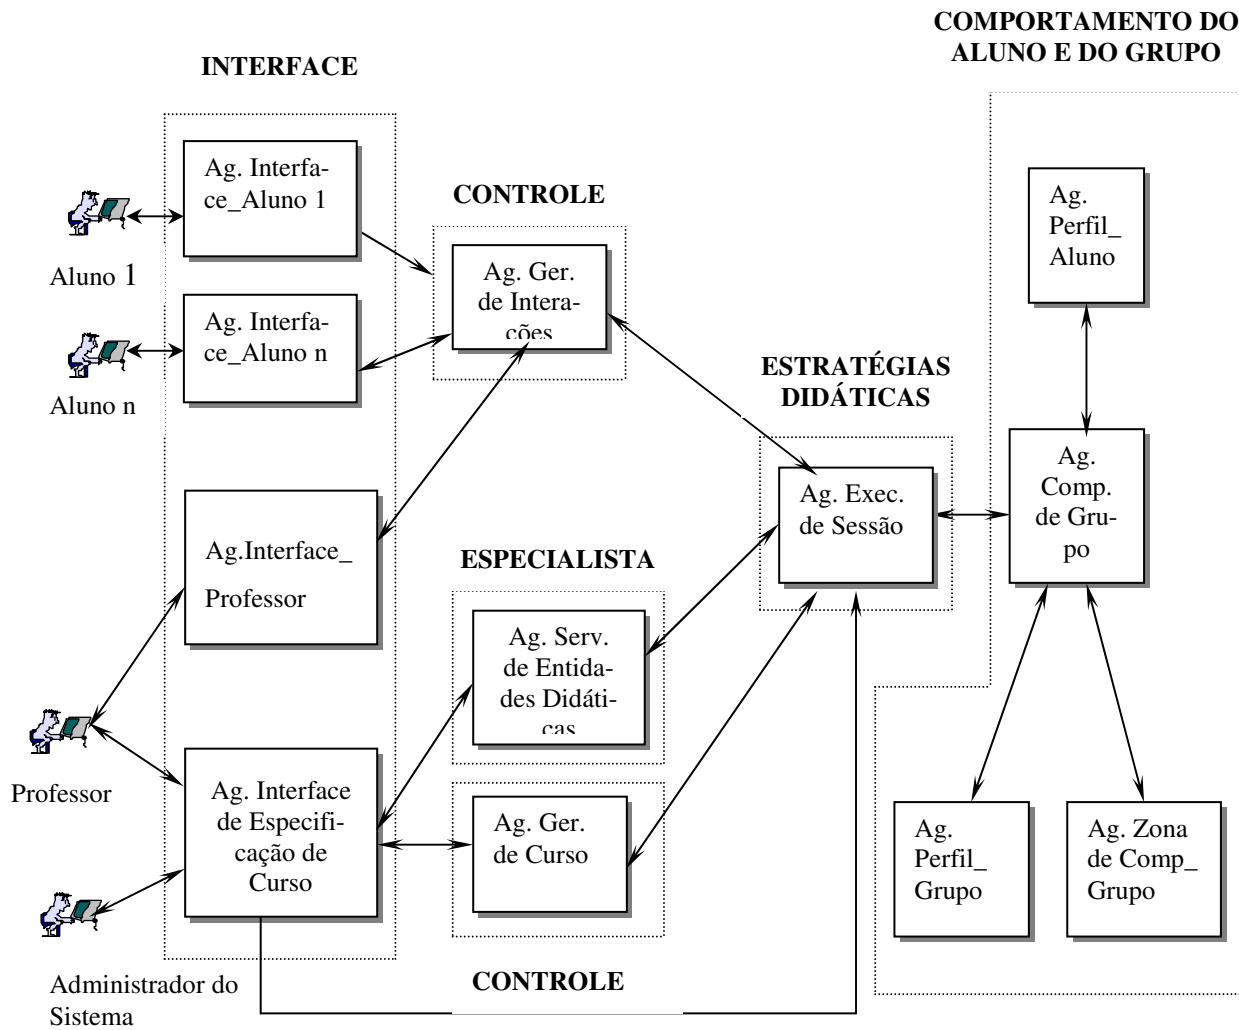 COMPORTAMENTO DO
ALUNO E DO GRUPO
INTERFACE
Ag. Interfa-
ce_Aluno 1
Aluno 1
CONTROLE
Ag. Ger.
de Intera-
ções
Ag. Interfa-
ce_Aluno n
Aluno n
Ag.
Perfil_
Aluno
ESTRATÉGIAS
DIDÁTICAS
Ag. Exec.
de Sessão
Ag.
Comp.
de Gru-
po
Ag.Interface_
Professor
ESPECIALISTA
Ag. Serv.
de Entida-
des Didáti-
cas
Professor
Ag. Interface
de Especifi-
cação de
Curso
Ag. Ger.
de Curso
Ag.
Perfil_
Grupo
Ag. Zona
de Comp_
Grupo
Administrador do
Sistema
CONTROLE